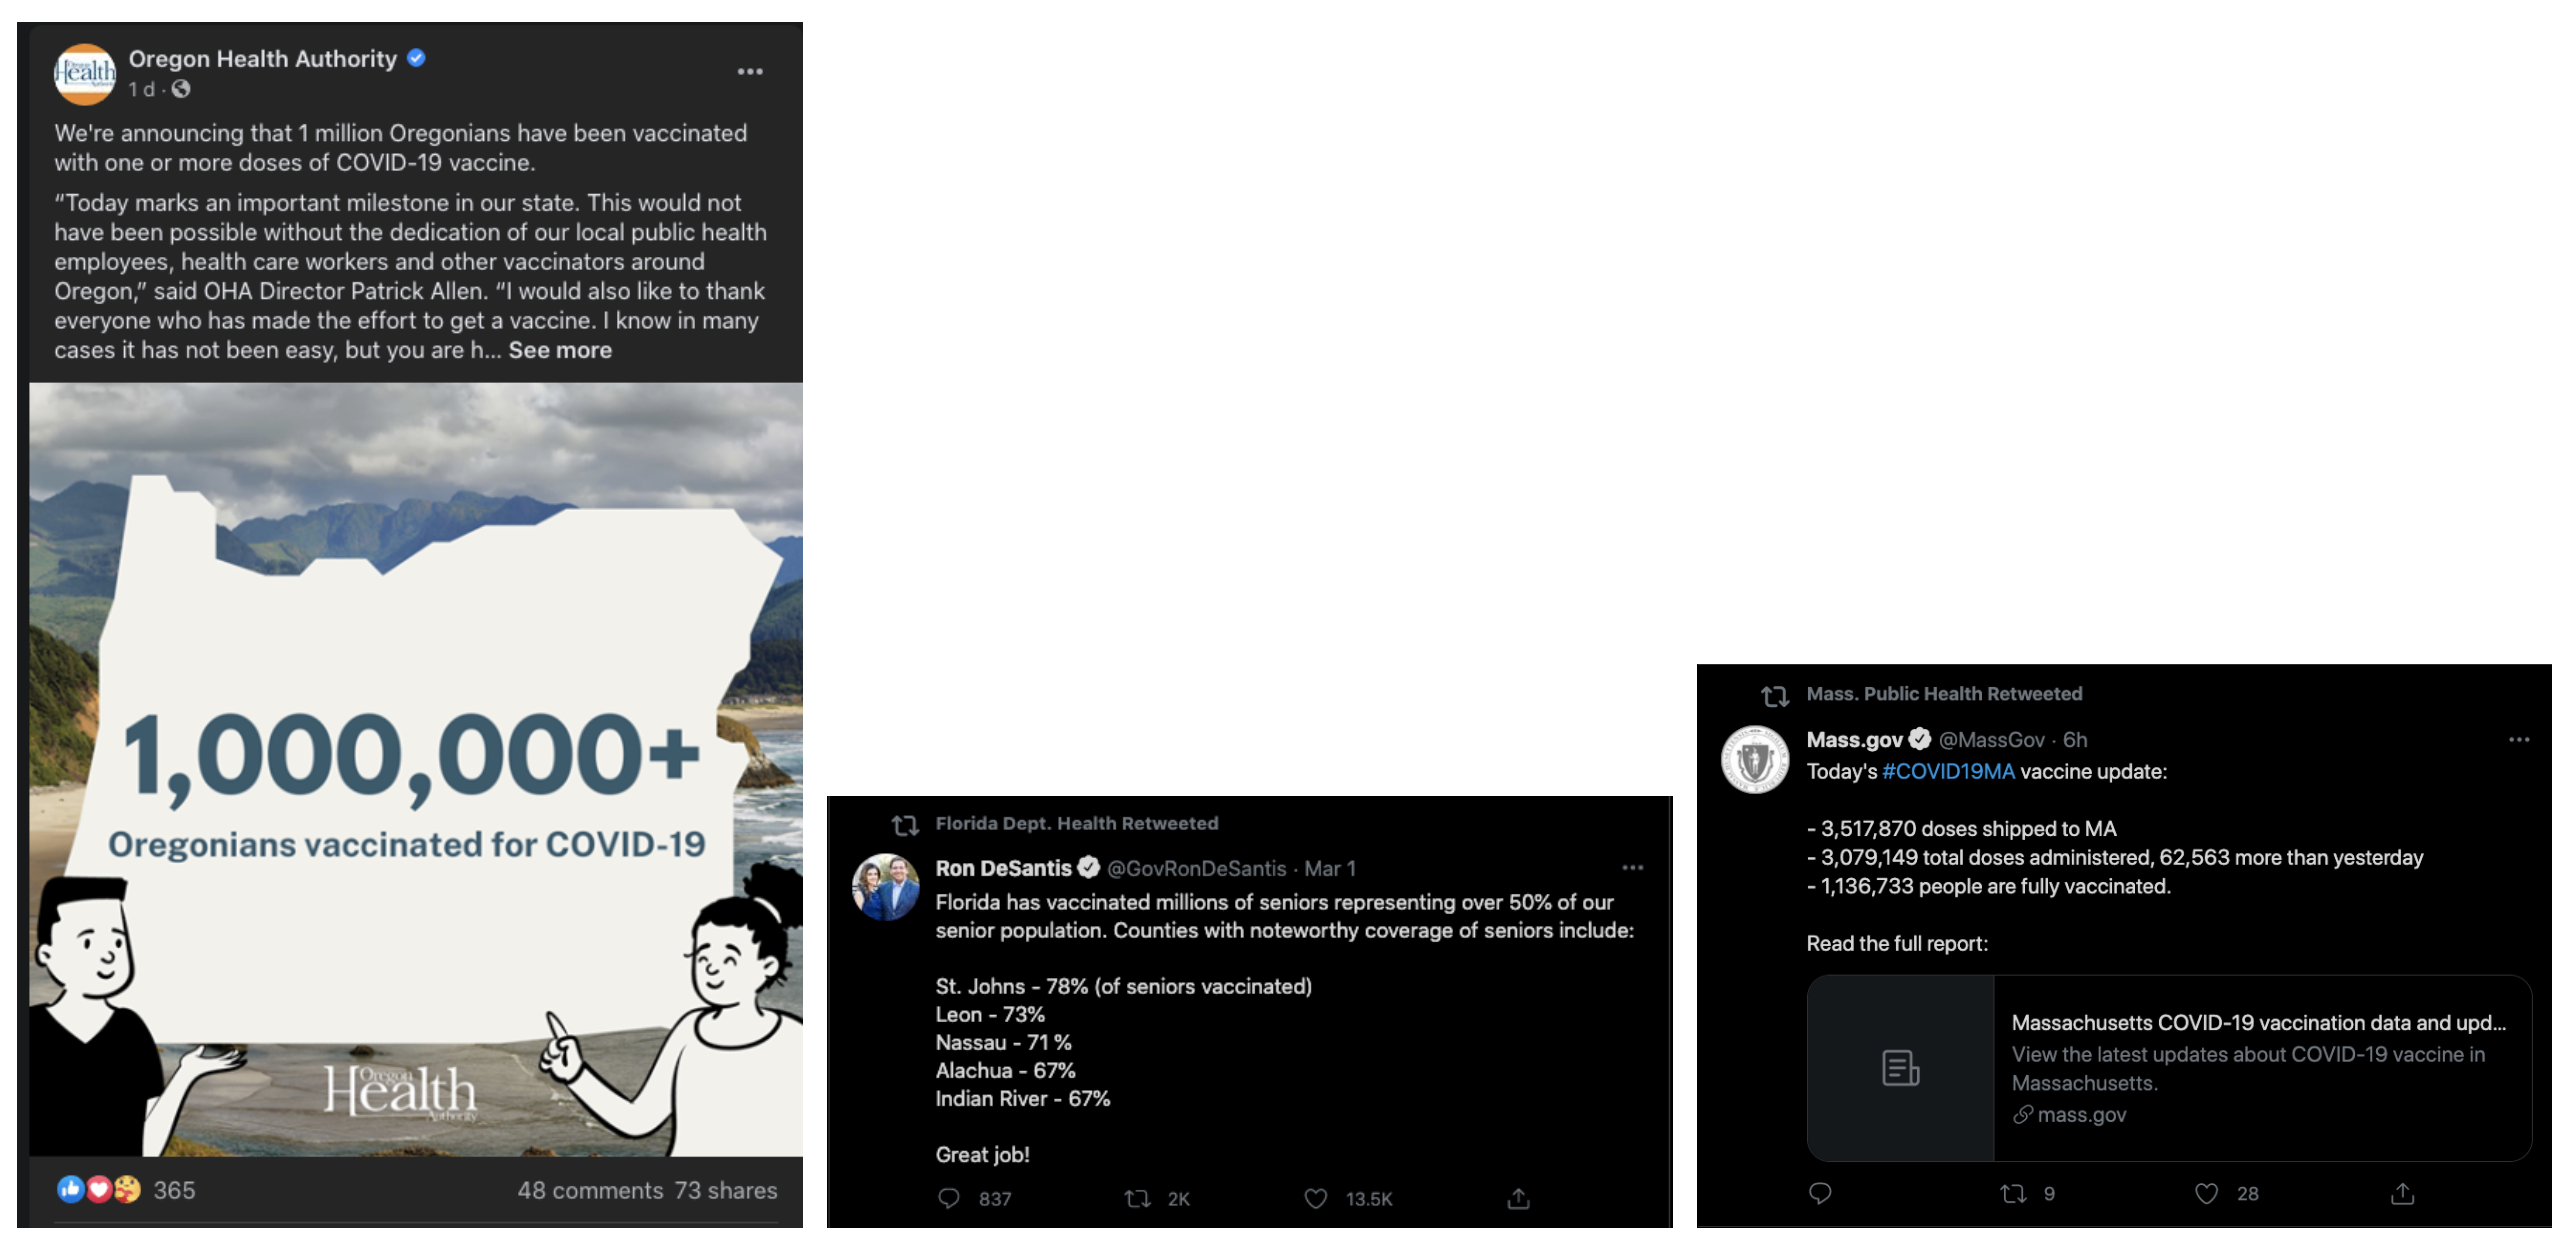 Health
Oregon Health Authority
1 d ·
We're announcing that 1 million Oregonians have been vaccinated
with one or more doses of COVID-19 vaccine.
“Today marks an important milestone in our state. This would not
have been possible without the dedication of our local public health
employees, health care workers and other vaccinators around
Oregon,” said OHA Director Patrick Allen. “I would also like to thank
everyone who has made the effort to get a vaccine. I know in many
cases it has not been easy, but you are h... See more
1,000,000+
Oregonians vaccinated for COVID-19
Oregon
Health
Authority
365
48 comments 73 shares
Florida Dept. Health Retweeted
Ron DeSantis @GovRonDeSantis · Mar 1
Florida has vaccinated millions of seniors representing over 50% of our
senior population. Counties with noteworthy coverage of seniors include:
St. Johns - 78% (of seniors vaccinated)
Leon - 73%
Nassau - 71 %
Alachua - 67%
Indian River - 67%
Great job!
837 2K 13.5K
Mass. Public Health Retweeted
Mass.gov @MassGov · 6h
Today's #COVID19MA vaccine update:
- 3,517,870 doses shipped to MA
- 3,079,149 total doses administered, 62,563 more than yesterday
- 1,136,733 people are fully vaccinated.
Read the full report:
Massachusetts COVID-19 vaccination data and upd...
View the latest updates about COVID-19 vaccine in
Massachusetts.
mass.gov
9 28